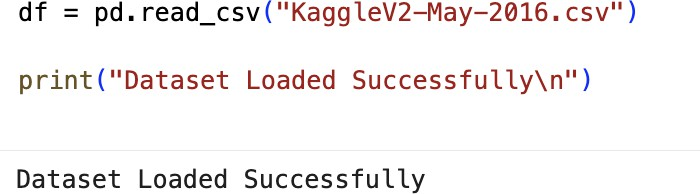 df = pd.read_csv("KaggleV2-May-2016.csv")
print("Dataset Loaded Successfully\n")
Dataset Loaded Successfully